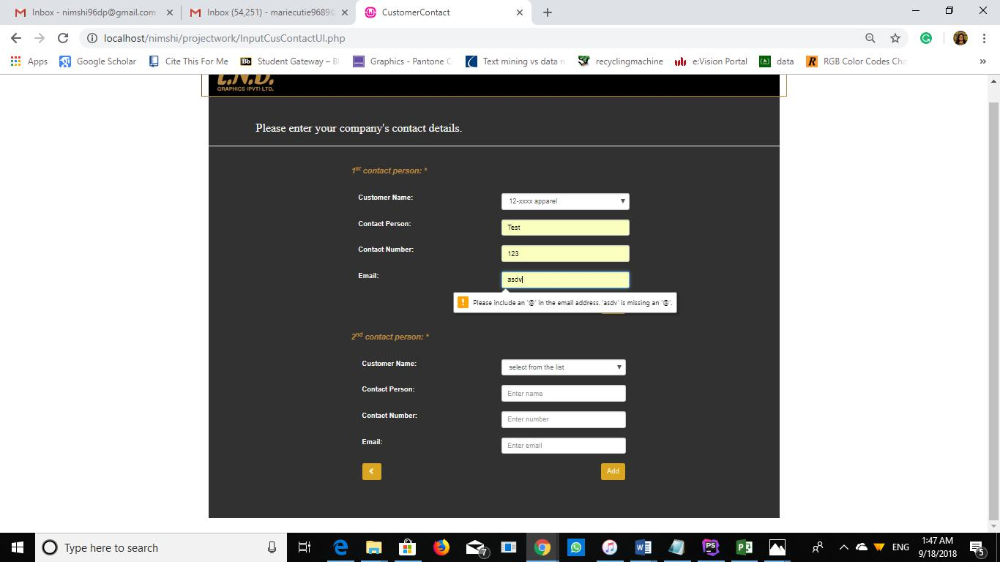 Inbox - nimshi96dp@gmail.com
Inbox (54,251) - mariecutie9689@
CustomerContact
localhost/nimshi/projectwork/InputCusContactUI.php
Apps
Google Scholar
Cite This For Me
Bb Student Gateway – Bl
Graphics - Pantone C
Text mining vs data m
recyclingmachine
e:Vision Portal
data
R RGB Color Codes Cha
»
L.N.D.
GRAPHICS (PVT) LTD.
Please enter your company's contact details.
1st contact person: *
Customer Name:
12-xxxx apparel
Contact Person:
Test
Contact Number:
123
Email:
asdv
Please include an '@' in the email address. 'asdv' is missing an '@'.
2nd contact person: *
Customer Name:
select from the list
Contact Person:
Enter name
Contact Number:
Enter number
Email:
Enter email
Add
Type here to search
7
PS
ENG
1:47 AM
9/18/2018
5